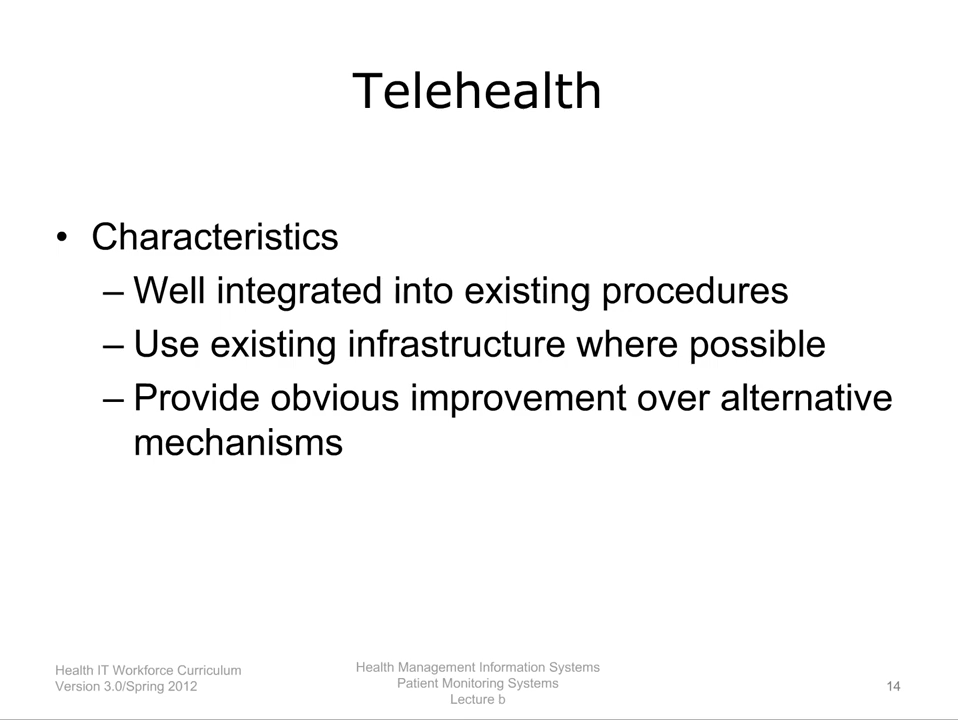 Telehealth
• Characteristics
– Well integrated into existing procedures
– Use existing infrastructure where possible
– Provide obvious improvement over alternative
mechanisms
Health IT Workforce Curriculum
Version 3.0/Spring 2012
Health Management Information Systems
Patient Monitoring Systems
Lecture b
14